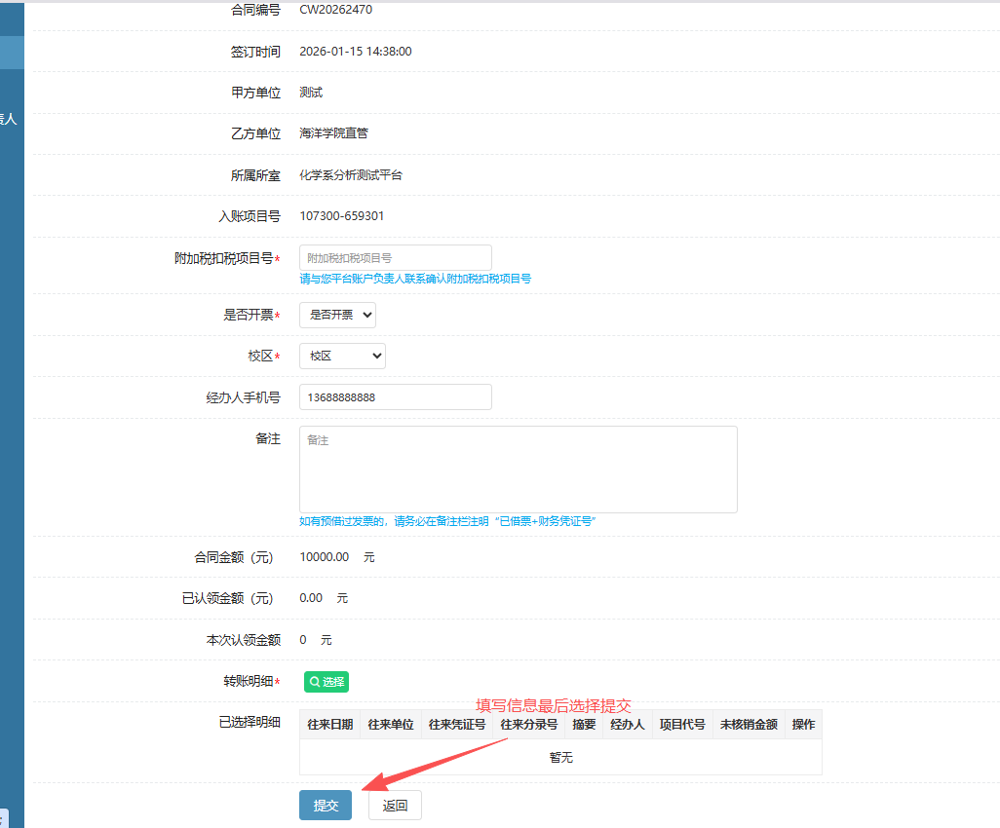 合同编号 CW20262470
签订时间 2026-01-15 14:38:00
甲方单位 测试
责人
乙方单位 海洋学院直管
所属所室 化学系分析测试平台
入账项目号 107300-659301
附加税扣税项目号* 附加税扣税项目号
请与您平台账户负责人联系确认附加税扣税项目号
是否开票* 是否开票
校区* 校区
经办人手机号 13688888888
备注 备注
如有预借过发票的，请务必在备注栏注明“已借票+财务凭证号”
合同金额（元） 10000.00 元
已认领金额（元） 0.00 元
本次认领金额 0 元
转账明细* 选择
填写信息最后选择提交
已选择明细 往来日期 往来单位 往来凭证号 往来分录号 摘要 经办人 项目代号 未核销金额 操作
暂无
提交 返回